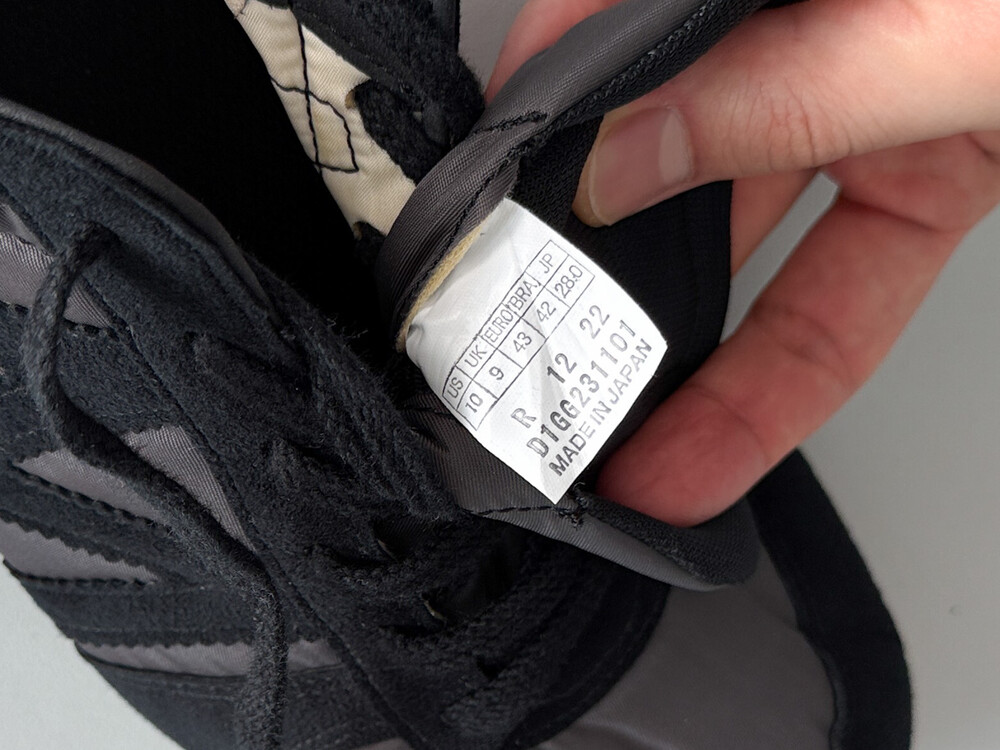 US UK EURO BRA JP
10 9 43 42 28.0
R 12 22
D1GG231101
MADE IN JAPAN